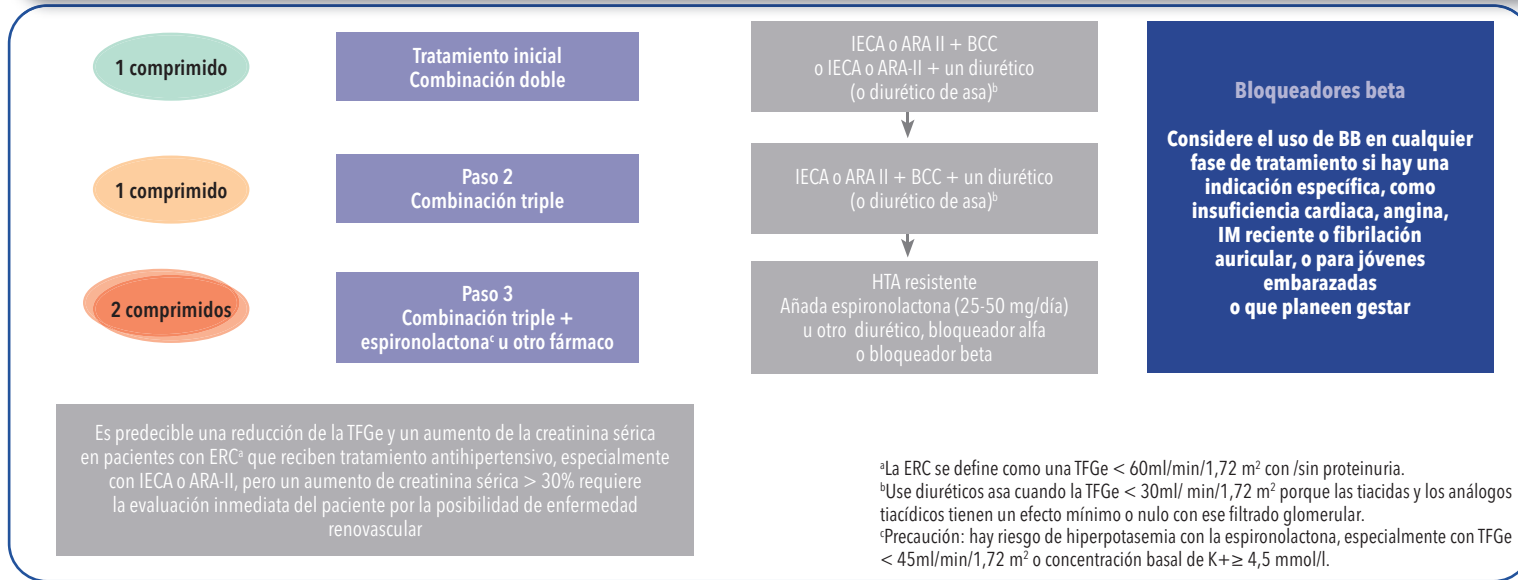 1 comprimido
Tratamiento inicial
Combinación doble
IECA o ARA II + BCC
o IECA o ARA-II + un diurético
(o diurético de asa)ᵇ
1 comprimido
Paso 2
Combinación triple
IECA o ARA II + BCC + un diurético
(o diurético de asa)ᵇ
2 comprimidos
Paso 3
Combinación triple +
espironolactonaᶜ u otro fármaco
HTA resistente
Añada espironolactona (25-50 mg/día)
u otro diurético, bloqueador alfa
o bloqueador beta
Bloqueadores beta
Considere el uso de BB en cualquier
fase de tratamiento si hay una
indicación específica, como
insuficiencia cardiaca, angina,
IM reciente o fibrilación
auricular, o para jóvenes
embarazadas
o que planeen gestar
Es predecible una reducción de la TFGe y un aumento de la creatinina sérica
en pacientes con ERCᵃ que reciben tratamiento antihipertensivo, especialmente
con IECA o ARA-II, pero un aumento de creatinina sérica > 30% requiere
la evaluación inmediata del paciente por la posibilidad de enfermedad
renovascular
ᵃLa ERC se define como una TFGe < 60ml/min/1,72 m² con /sin proteinuria.
ᵇUse diuréticos asa cuando la TFGe < 30ml/ min/1,72 m² porque las tiacidas y los análogos
tiacídicos tienen un efecto mínimo o nulo con ese filtrado glomerular.
ᶜPrecaución: hay riesgo de hiperpotasemia con la espironolactona, especialmente con TFGe
< 45ml/min/1,72 m² o concentración basal de K+≥ 4,5 mmol/l.